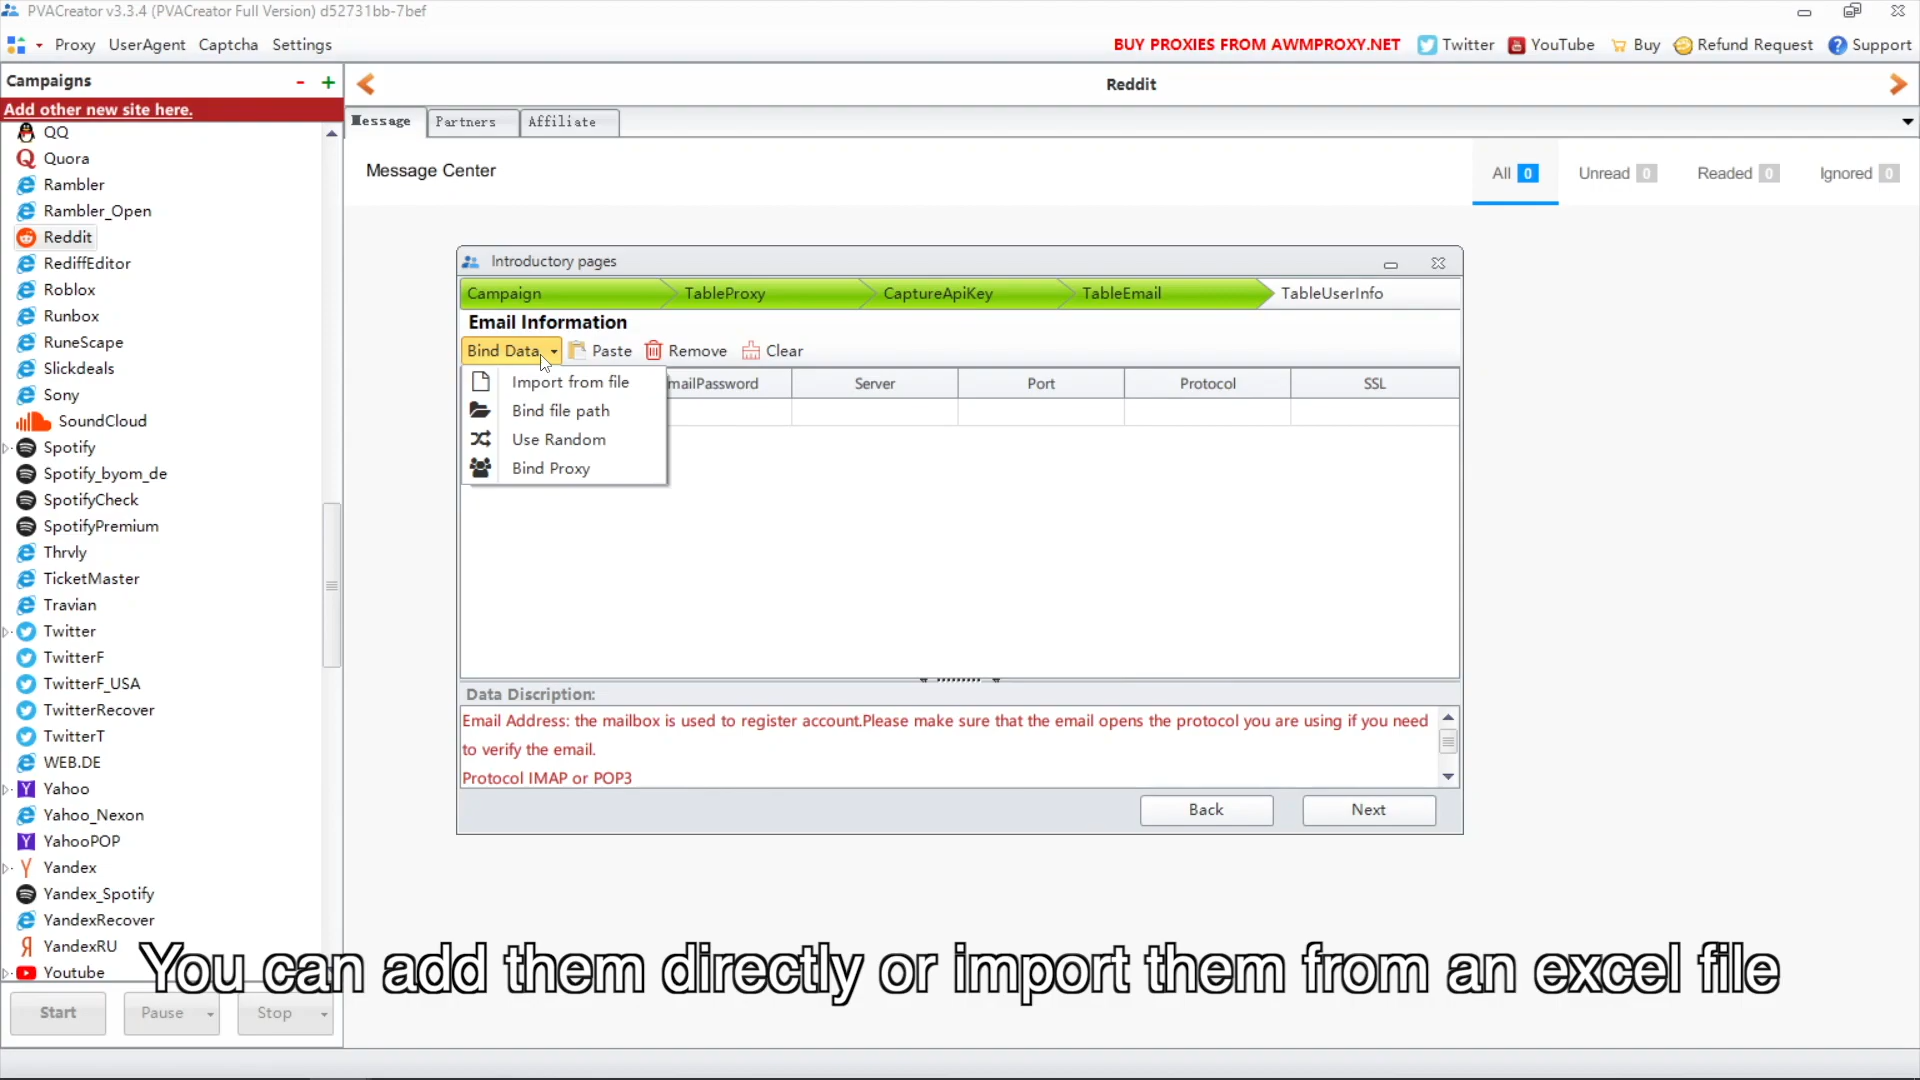 PVACreator v3.3.4 (PVACreator Full Version) d52731bb-7bef
Proxy UserAgent Captcha Settings
BUY PROXIES FROM AWMPROXY.NET Twitter YouTube Buy Refund Request ? Support
Campaigns - +
Reddit
Add other new site here.
Message Partners Affiliate
QQ
Quora
Rambler
Rambler_Open
Reddit
RediffEditor
Roblox
Runbox
RuneScape
Slickdeals
Sony
SoundCloud
Spotify
Spotify_byom_de
SpotifyCheck
SpotifyPremium
Thrvly
TicketMaster
Travian
Twitter
TwitterF
TwitterF_USA
TwitterRecover
TwitterT
WEB.DE
Yahoo
Yahoo_Nexon
YahooPOP
Yandex
Yandex_Spotify
YandexRecover
YandexRU
Youtube
Start Pause Stop
Message Center
All 0 Unread 0 Readed 0 Ignored 0
Introductory pages
Campaign TableProxy CaptureApiKey TableEmail TableUserInfo
Email Information
Bind Data Paste Remove Clear
mailPassword Server Port Protocol SSL
Import from file
Bind file path
Use Random
Bind Proxy
Data Discription:
Email Address: the mailbox is used to register account.Please make sure that the email opens the protocol you are using if you need
to verify the email.
Protocol IMAP or POP3
Back Next
You can add them directly or import them from an excel file